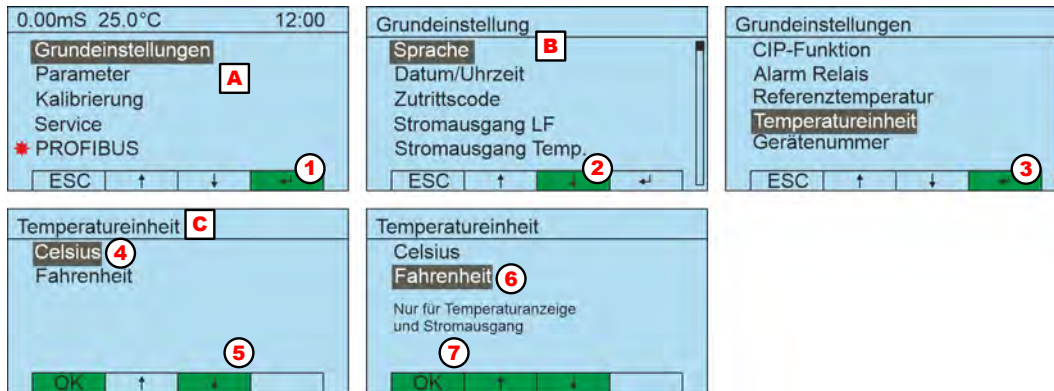 0.00mS 25.0°C 12:00
Grundeinstellungen
A
Parameter
Kalibrierung
Service
PROFIBUS
1
ESC ↑ ↓ ↵
Grundeinstellung
B
Sprache
Datum/Uhrzeit
Zutrittscode
Stromausgang LF
Stromausgang Temp.
2
ESC ↑ ↓ ↵
Grundeinstellungen
CIP-Funktion
Alarm Relais
Referenztemperatur
Temperatureinheit
Gerätenummer
3
ESC ↑ ↓ ↵
Temperatureinheit C
Celsius 4
Fahrenheit
5
OK ↑ ↓
Temperatureinheit
Celsius
Fahrenheit 6
Nur für Temperaturanzeige
und Stromausgang
7
OK ↑ ↓